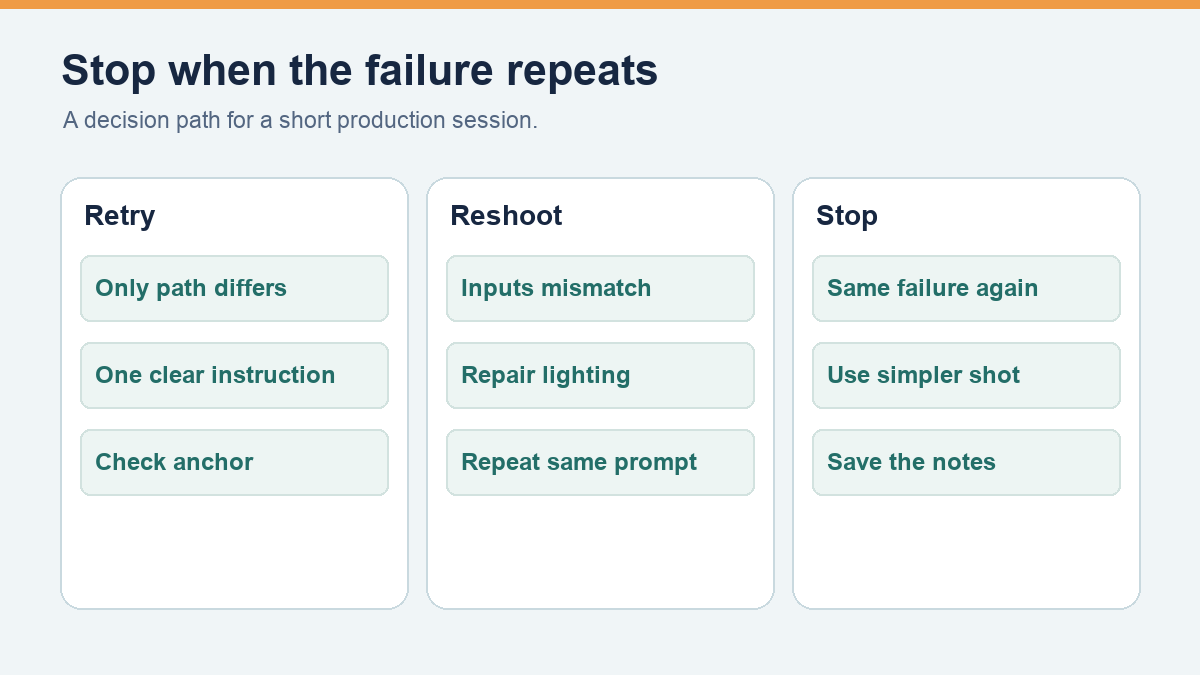 Stop when the failure repeats
A decision path for a short production session.
Retry
Only path differs
One clear instruction
Check anchor
Reshoot
Inputs mismatch
Repair lighting
Repeat same prompt
Stop
Same failure again
Use simpler shot
Save the notes